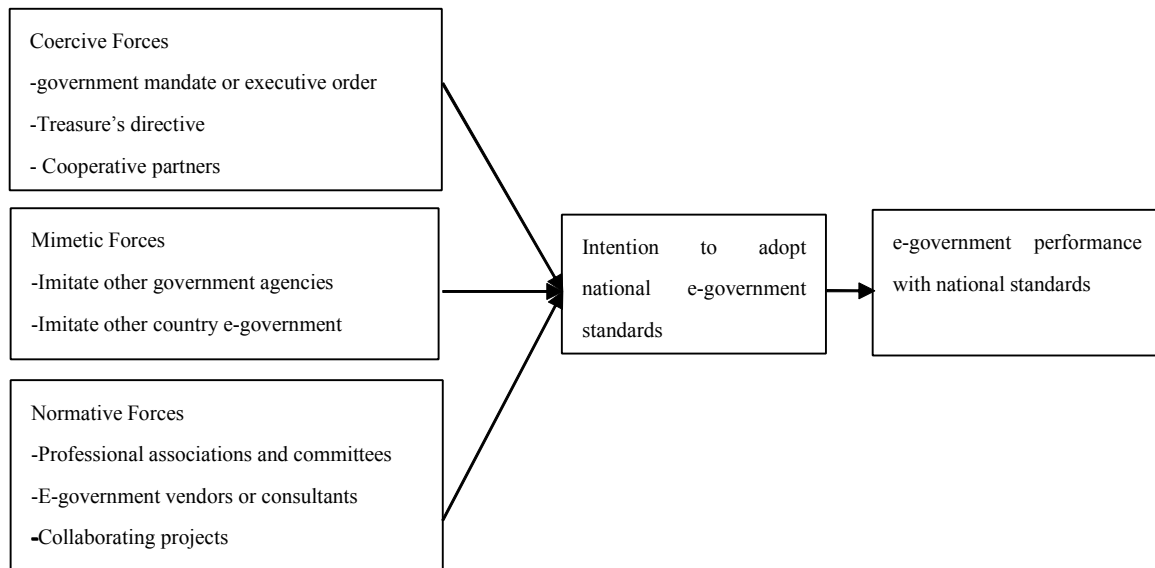 Coercive Forces
-government mandate or executive order
-Treasure’s directive
- Cooperative partners
Mimetic Forces
-Imitate other government agencies
-Imitate other country e-government
Normative Forces
-Professional associations and committees
-E-government vendors or consultants
-Collaborating projects
Intention to adopt
national e-government
standards
e-government performance
with national standards